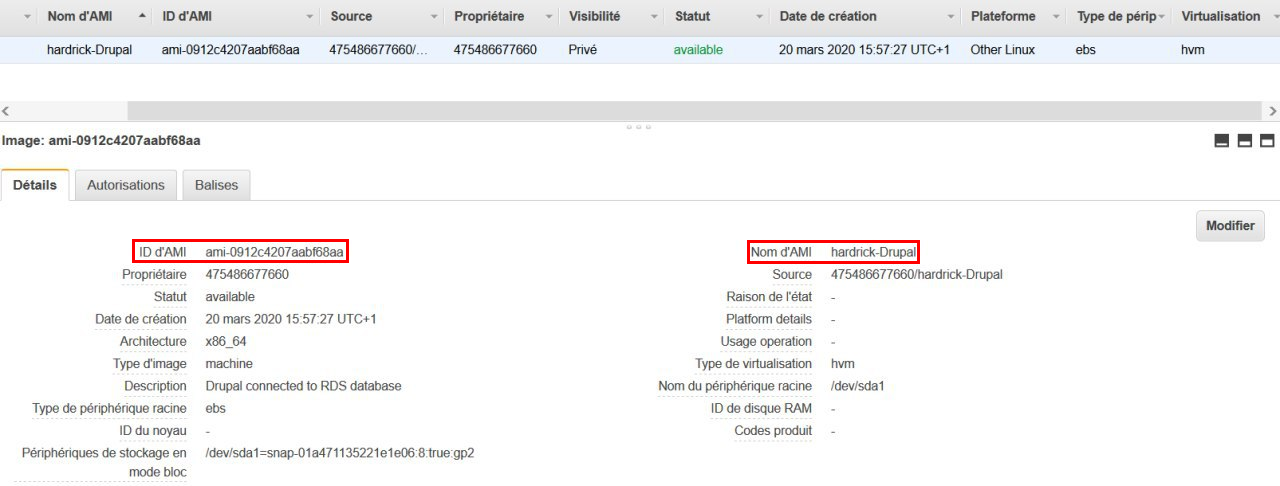 Nom d'AMI ID d'AMI Source Propriétaire Visibilité Statut Date de création Plateforme Type de périp Virtualisation
hardrick-Drupal ami-0912c4207aabf68aa 475486677660/... 475486677660 Privé available 20 mars 2020 15:57:27 UTC+1 Other Linux ebs hvm
Image: ami-0912c4207aabf68aa
Détails Autorisations Balises
Modifier
ID d'AMI ami-0912c4207aabf68aa Nom d'AMI hardrick-Drupal
Propriétaire 475486677660 Source 475486677660/hardrick-Drupal
Statut available Raison de l'état -
Date de création 20 mars 2020 15:57:27 UTC+1 Platform details -
Architecture x86_64 Usage operation -
Type d'image machine Type de virtualisation hvm
Description Drupal connected to RDS database Nom du périphérique racine /dev/sda1
Type de périphérique racine ebs ID de disque RAM -
ID du noyau - Codes produit -
Périphériques de stockage en /dev/sda1=snap-01a471135221e1e06:8:true:gp2
mode bloc